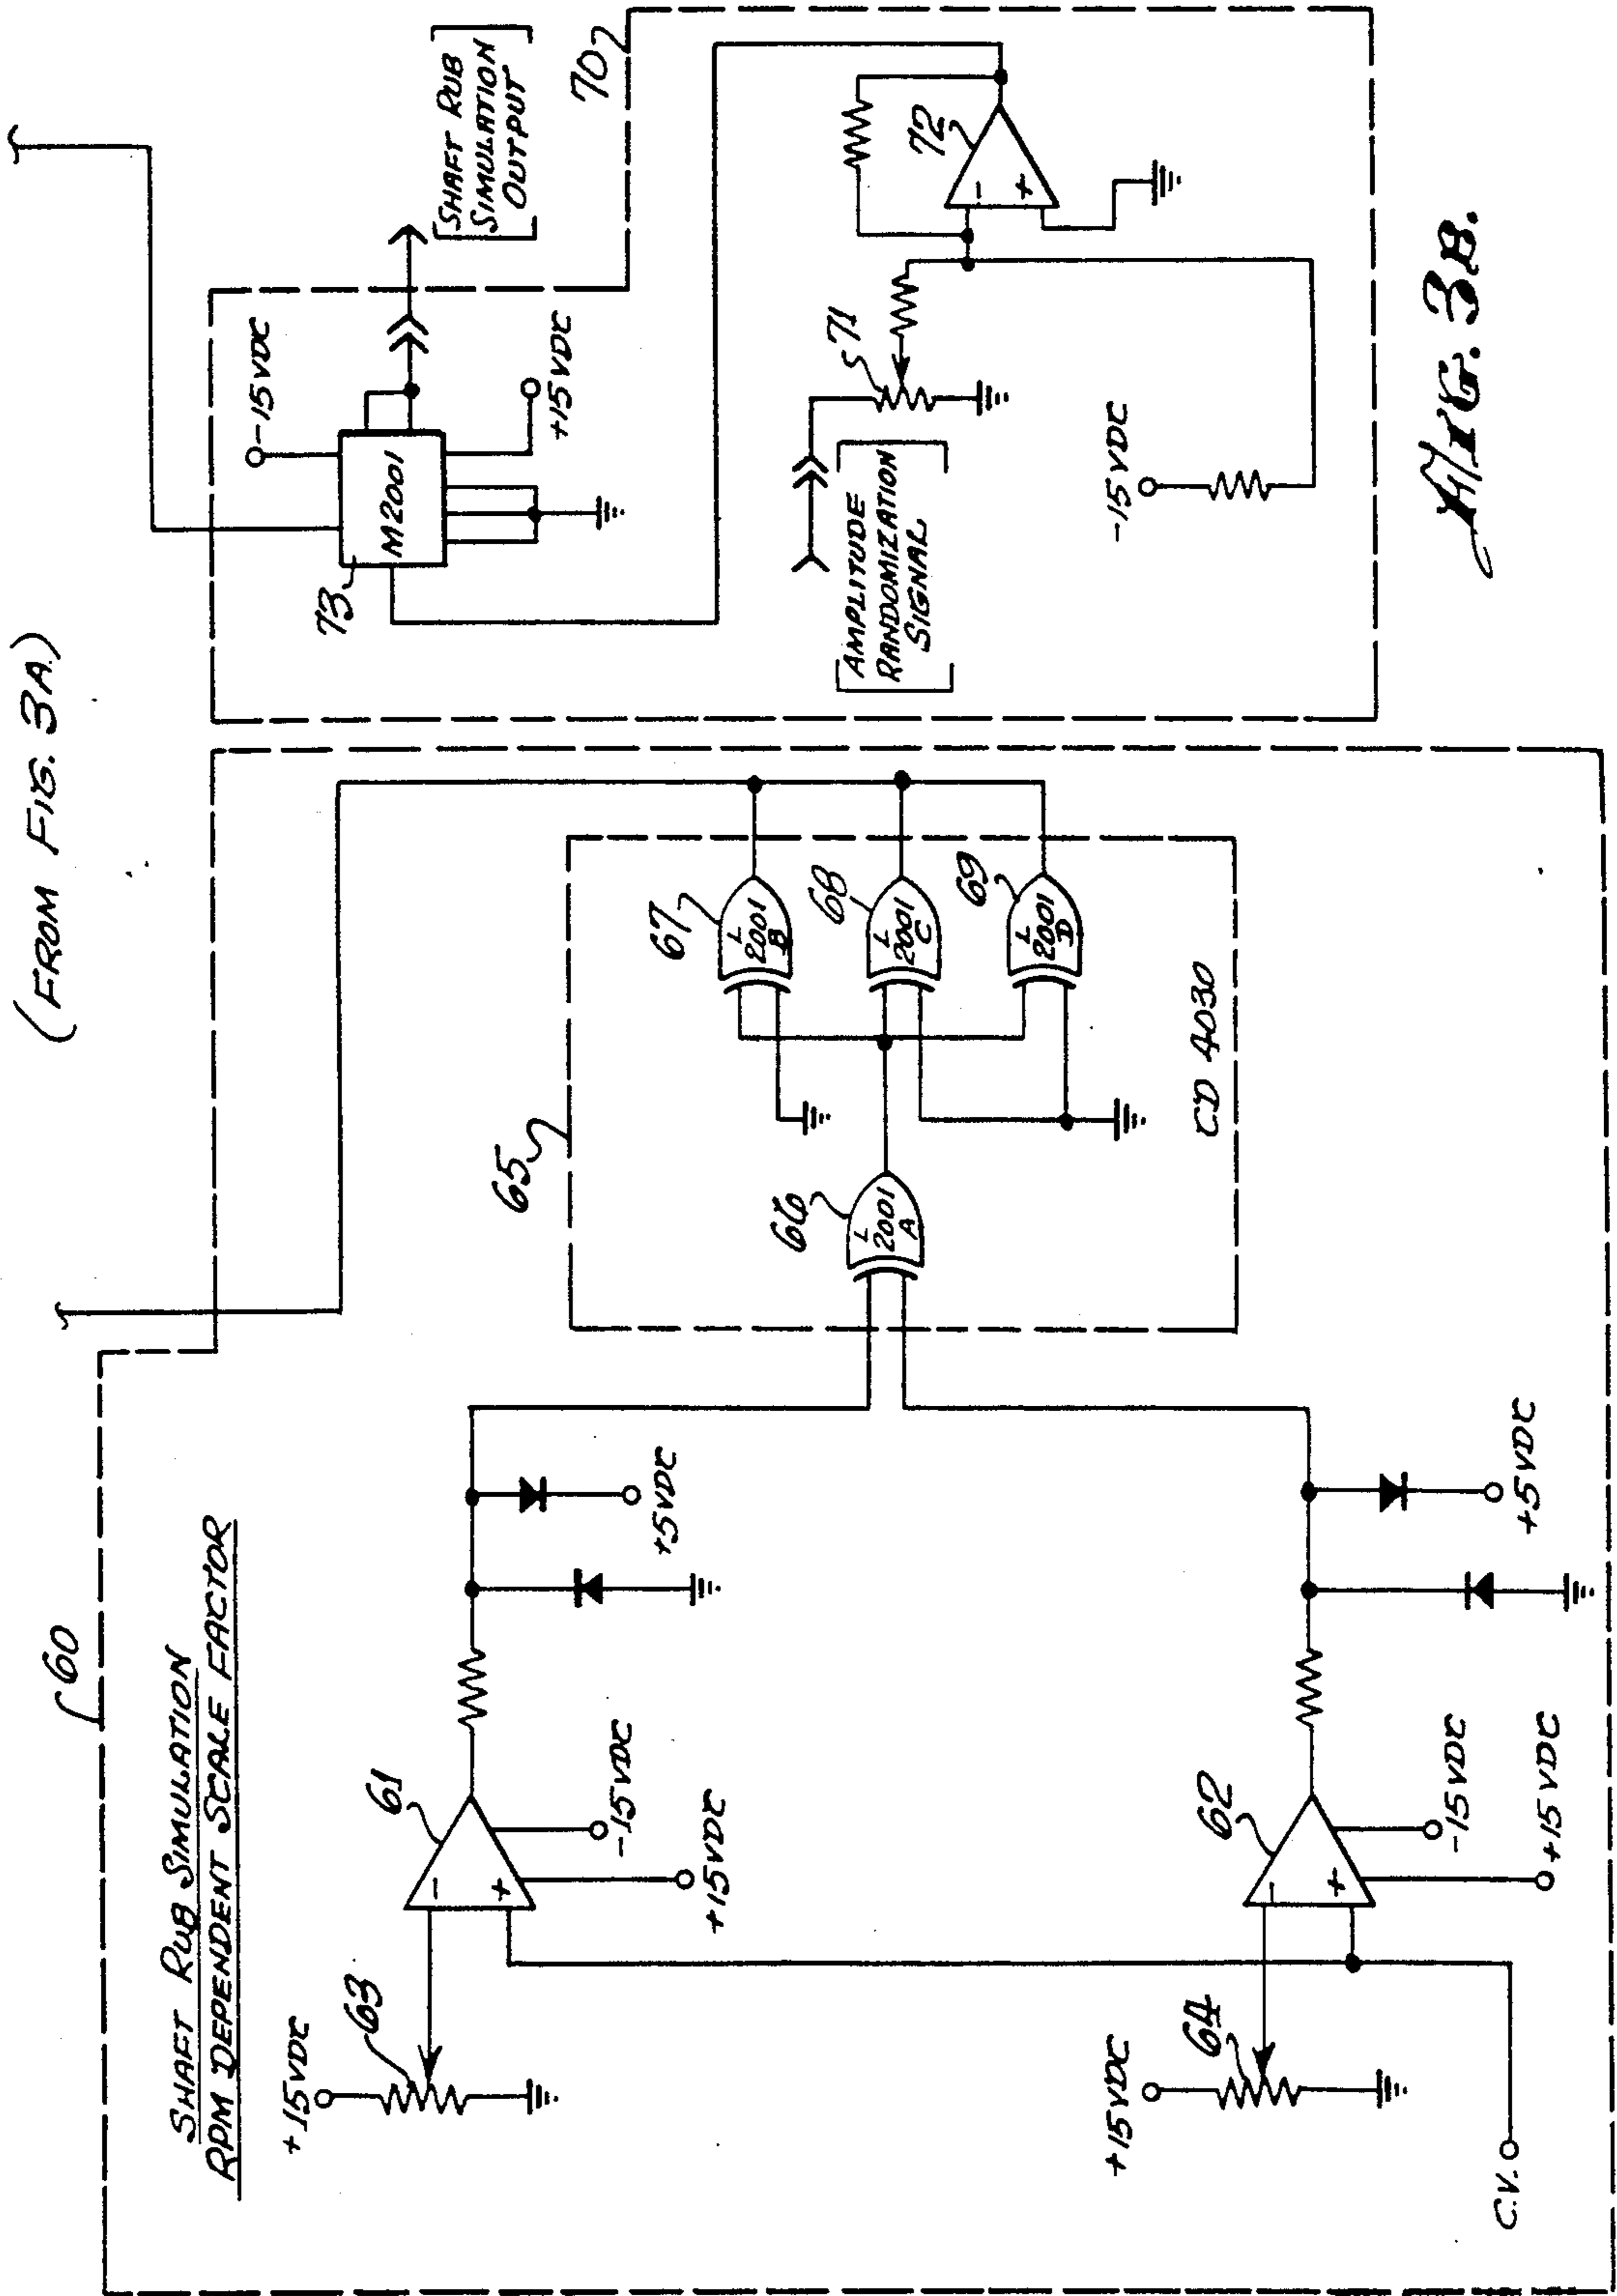 (FROM FIG. 3A.)
60
SHAFT RUB SIMULATION
RPM DEPENDENT SCALE FACTOR
+15VDC
63
61
-15VDC
+15VDC
+5VDC
+15VDC
64
62
-15VDC
+15VDC
+5VDC
C.V.
65
66
L
2001
A
67
L
2001
B
68
L
2001
C
69
L
2001
D
CD 4030
70
73
M2001
-15VDC
+15VDC
[SHAFT RUB
SIMULATION
OUTPUT]
[AMPLITUDE
RANDOMIZATION
SIGNAL]
71
72
-15VDC
FIG. 3B.